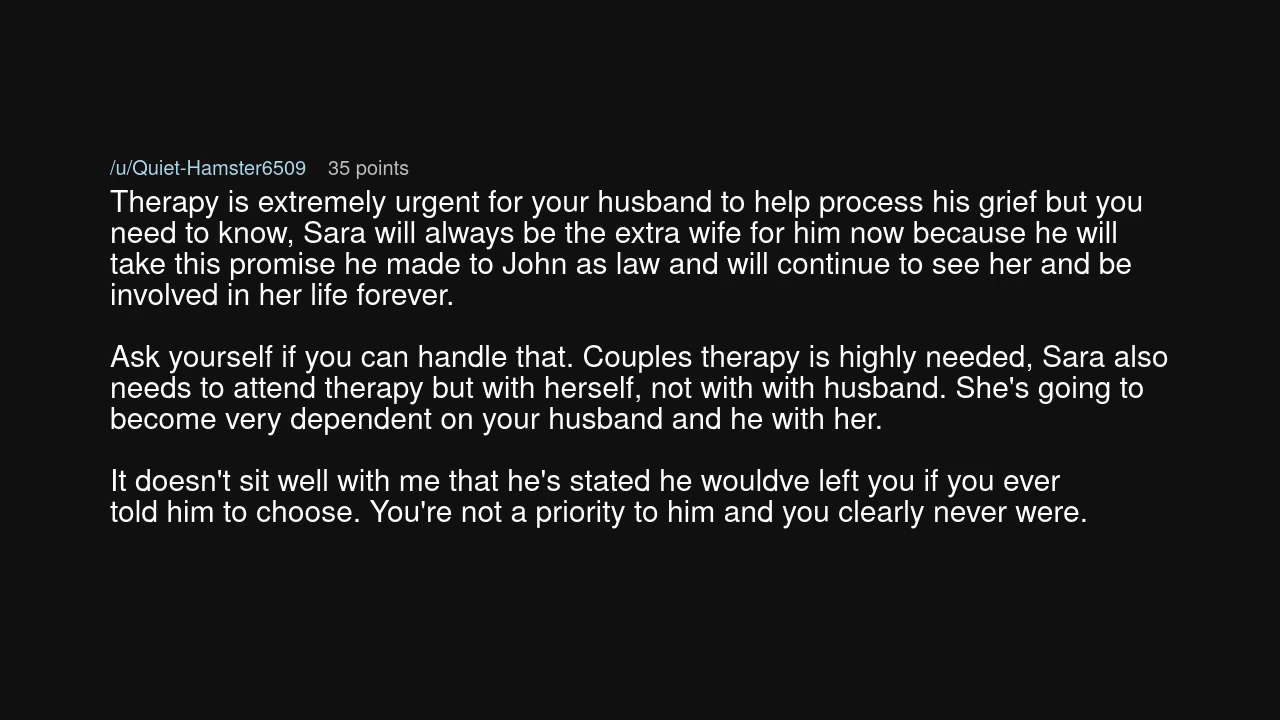 /u/Quiet-Hamster6509 35 points
Therapy is extremely urgent for your husband to help process his grief but you
need to know, Sara will always be the extra wife for him now because he will
take this promise he made to John as law and will continue to see her and be
involved in her life forever.
Ask yourself if you can handle that. Couples therapy is highly needed, Sara also
needs to attend therapy but with herself, not with with husband. She's going to
become very dependent on your husband and he with her.
It doesn't sit well with me that he's stated he wouldve left you if you ever
told him to choose. You're not a priority to him and you clearly never were.